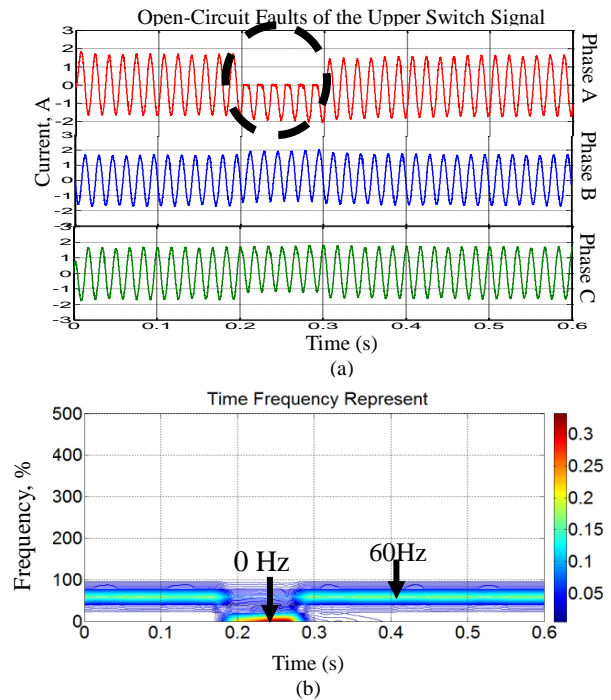 Open-Circuit Faults of the Upper Switch Signal
3
2
1
0
-1
-2
Phase A
3
2
1
0
1
2
Phase B
3
3
2
1
0
-1
-2
-3
Phase C
Current, A
0 0.1 0.2 0.3 0.4 0.5 0.6
Time (s)
(a)
Time Frequency Represent
500
400
300
200
100
0
Frequency, %
0 Hz
60Hz
0.3
0.25
0.2
0.15
0.1
0.05
0 0.1 0.2 0.3 0.4 0.5 0.6
Time (s)
(b)